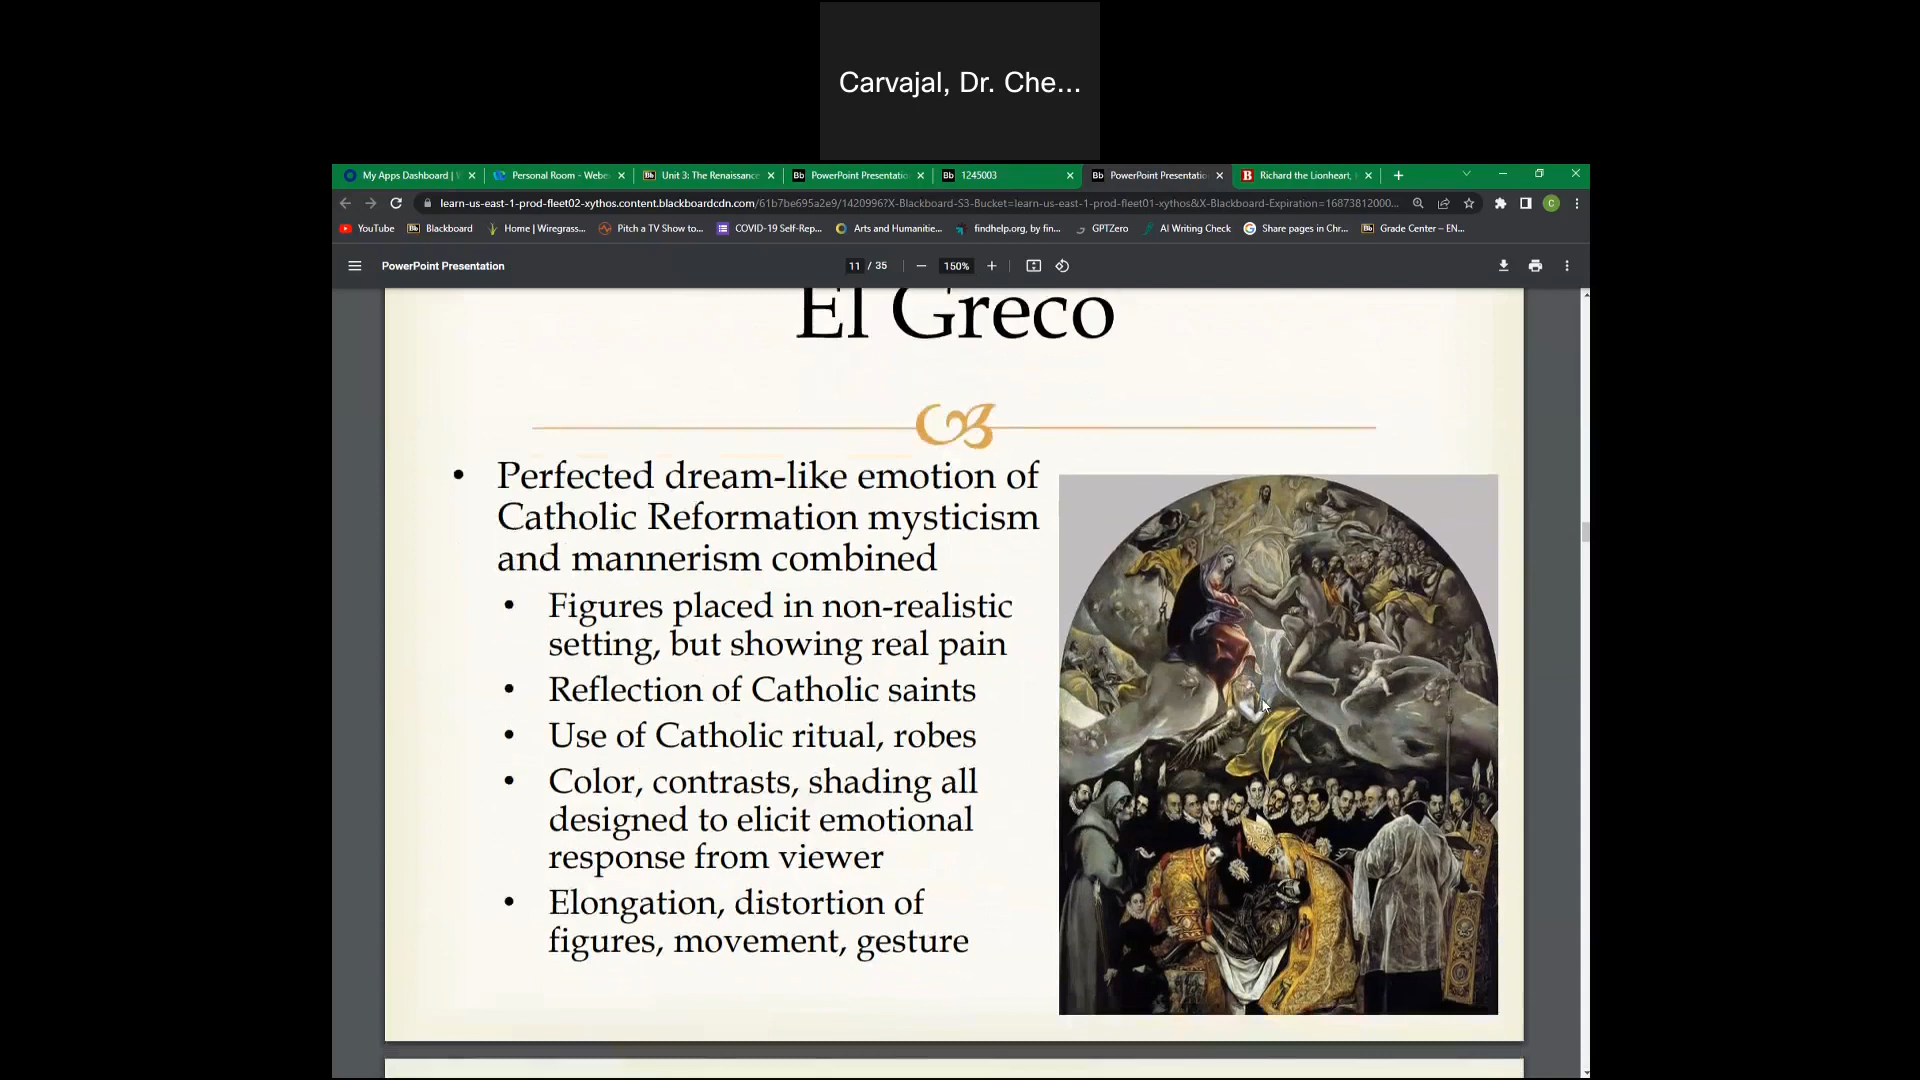 Carvajal, Dr. Che...
My Apps Dashboard |
Personal Room - Webe
Unit 3: The Renaissance
PowerPoint Presentatio
1245003
PowerPoint Presentatio
Richard the Lionheart,
learn-us-east-1-prod-fleet02-xythos.content.blackboardcdn.com/61b7be695a2e9/1420996?X-Blackboard-S3-Bucket=learn-us-east-1-prod-fleet01-xythos&X-Blackboard-Expiration=16873812000...
YouTube
Blackboard
Home | Wiregrass...
Pitch a TV Show to...
COVID-19 Self-Rep...
Arts and Humanitie...
findhelp.org, by fin...
GPTZero
AI Writing Check
Share pages in Chr...
Grade Center – EN...
PowerPoint Presentation
11 / 35
150%
El Greco
• Perfected dream-like emotion of
Catholic Reformation mysticism
and mannerism combined
• Figures placed in non-realistic
setting, but showing real pain
• Reflection of Catholic saints
• Use of Catholic ritual, robes
• Color, contrasts, shading all
designed to elicit emotional
response from viewer
• Elongation, distortion of
figures, movement, gesture